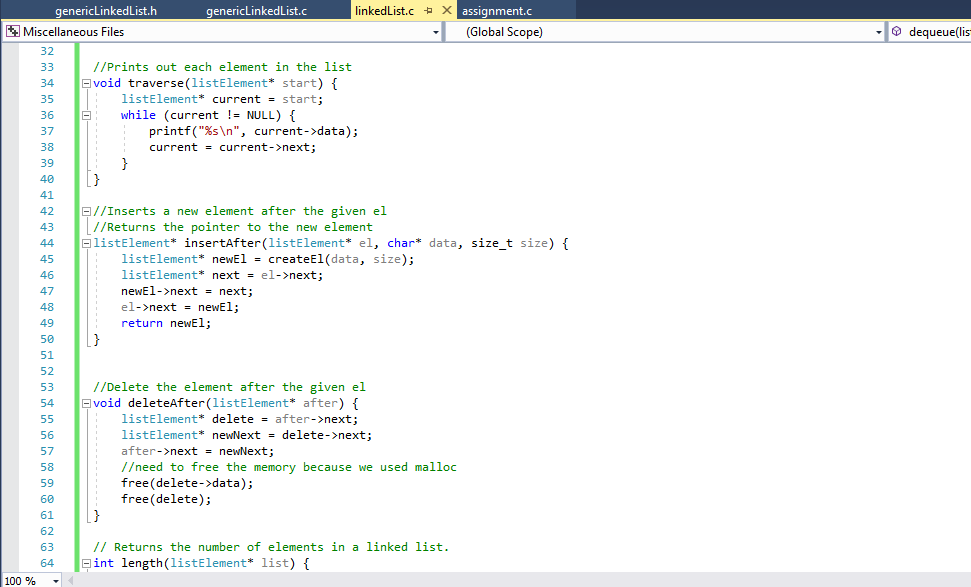 genericLinkedList.h genericLinkedList.c linkedList.c assignment.c
Miscellaneous Files (Global Scope) dequeue(lis
32
33 //Prints out each element in the list
34 void traverse(listElement* start) {
35 listElement* current = start;
36 while (current != NULL) {
37 printf("%s\n", current->data);
38 current = current->next;
39 }
40 }
41
42 //Inserts a new element after the given el
43 //Returns the pointer to the new element
44 listElement* insertAfter(listElement* el, char* data, size_t size) {
45 listElement* newEl = createEl(data, size);
46 listElement* next = el->next;
47 newEl->next = next;
48 el->next = newEl;
49 return newEl;
50 }
51
52
53 //Delete the element after the given el
54 void deleteAfter(listElement* after) {
55 listElement* delete = after->next;
56 listElement* newNext = delete->next;
57 after->next = newNext;
58 //need to free the memory because we used malloc
59 free(delete->data);
60 free(delete);
61 }
62
63 // Returns the number of elements in a linked list.
64 int length(listElement* list) {
100 %